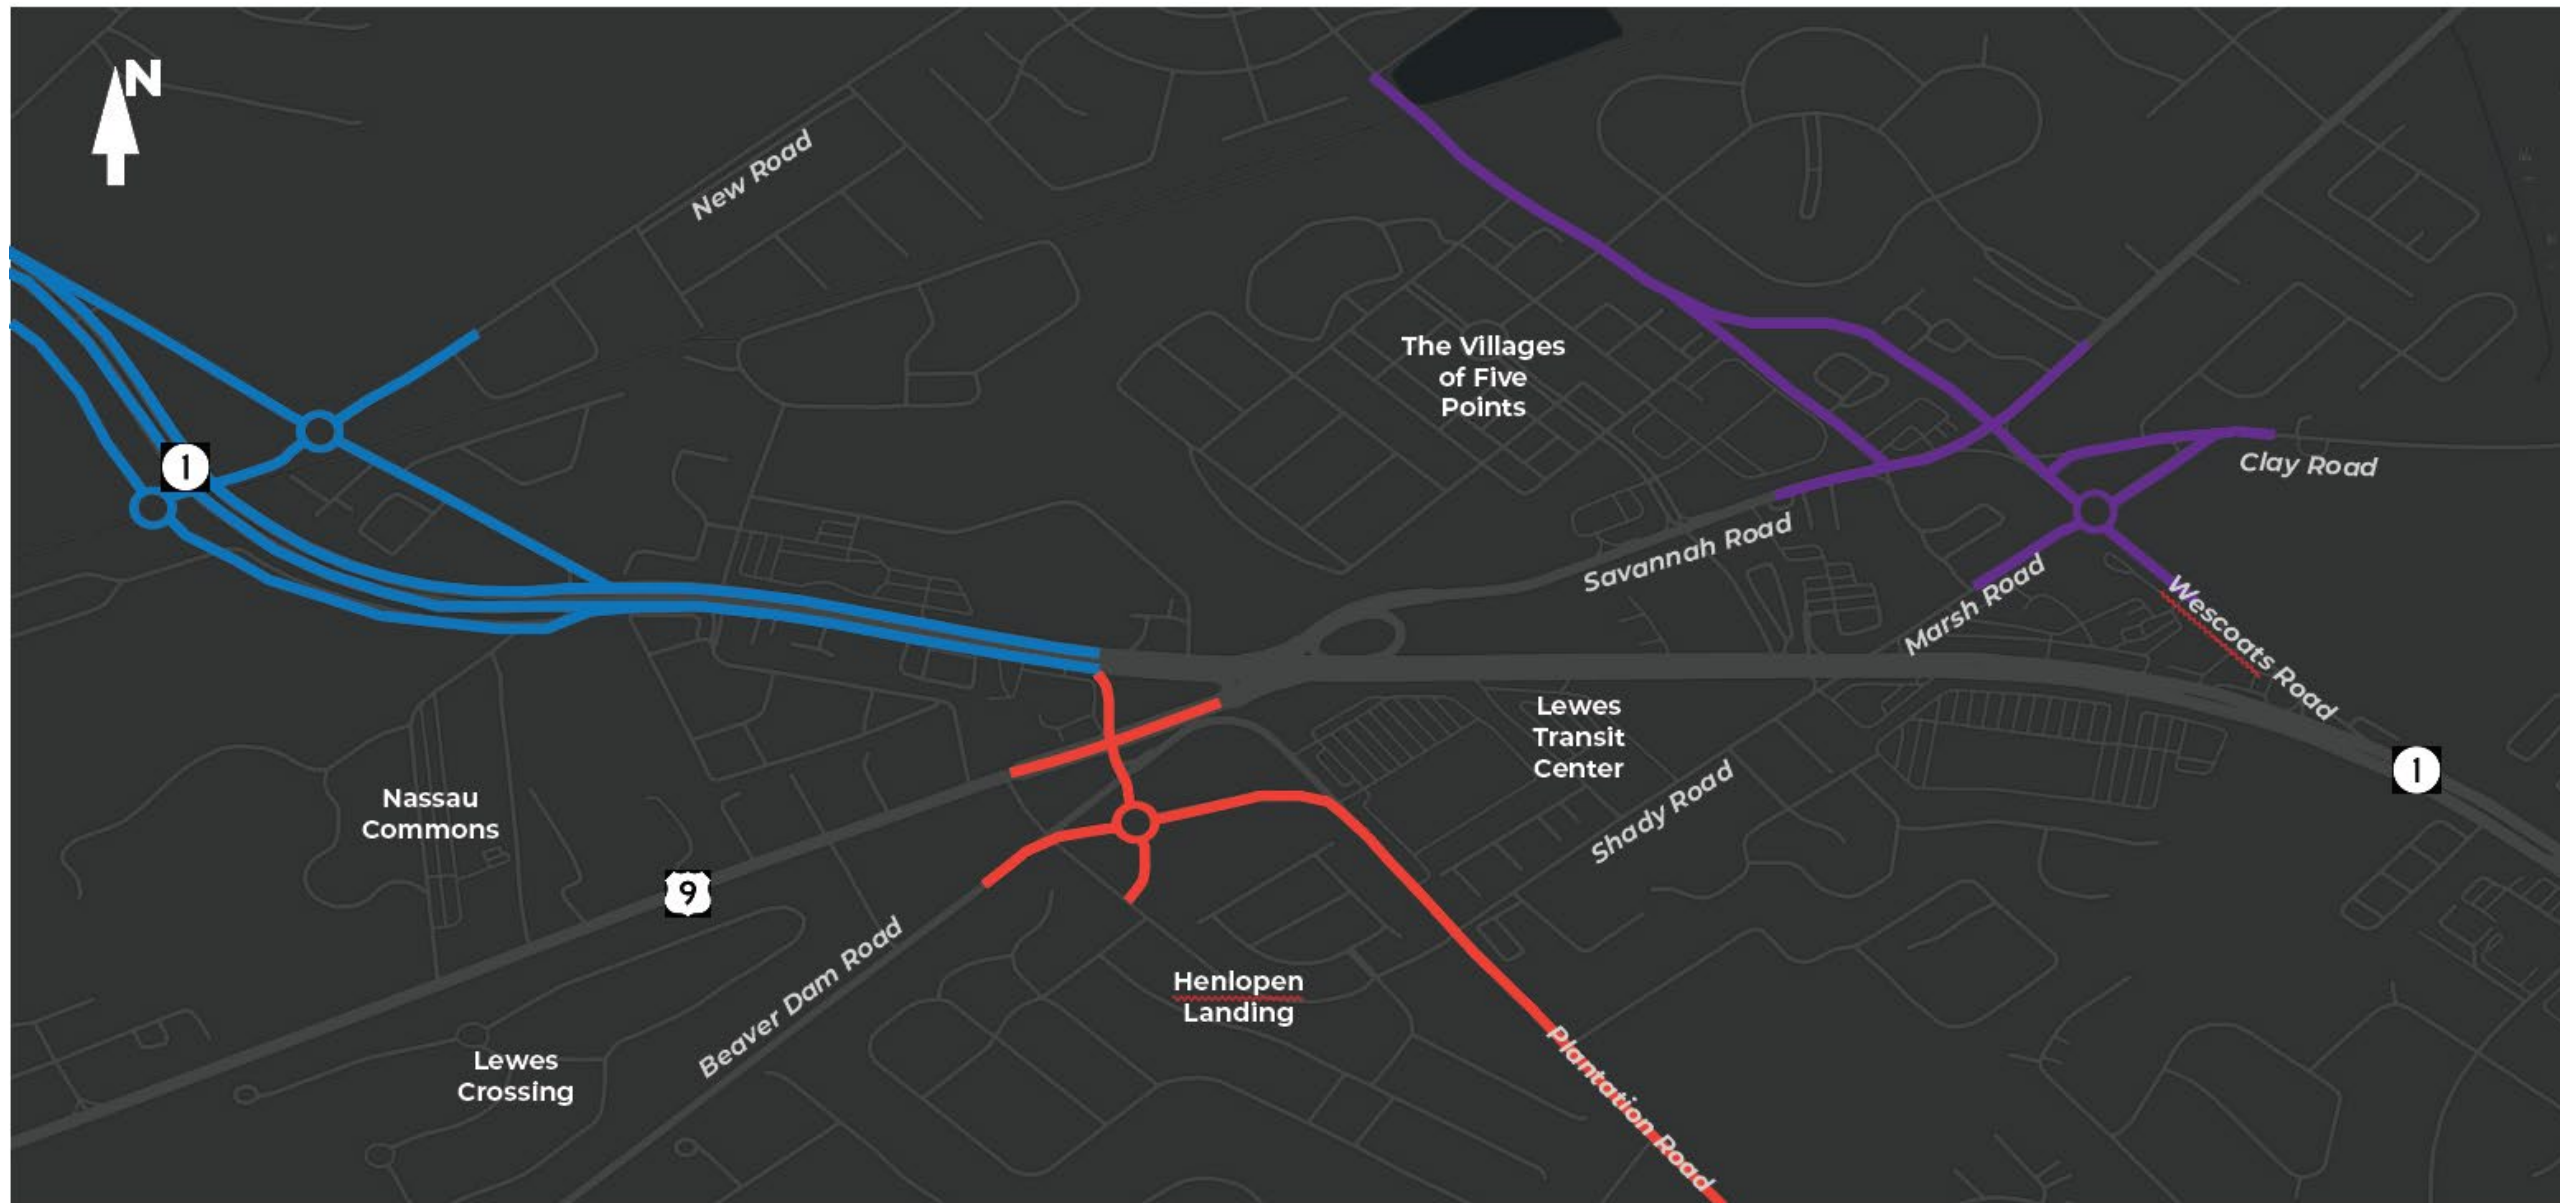 N
New Road
1
The Villages
of Five
Points
Clay Road
Savannah Road
Marsh Road
Wescoats Road
Lewes
Transit
Center
1
Shady Road
Nassau
Commons
9
Beaver Dam Road
Henlopen
Landing
Lewes
Crossing
Plantation Road